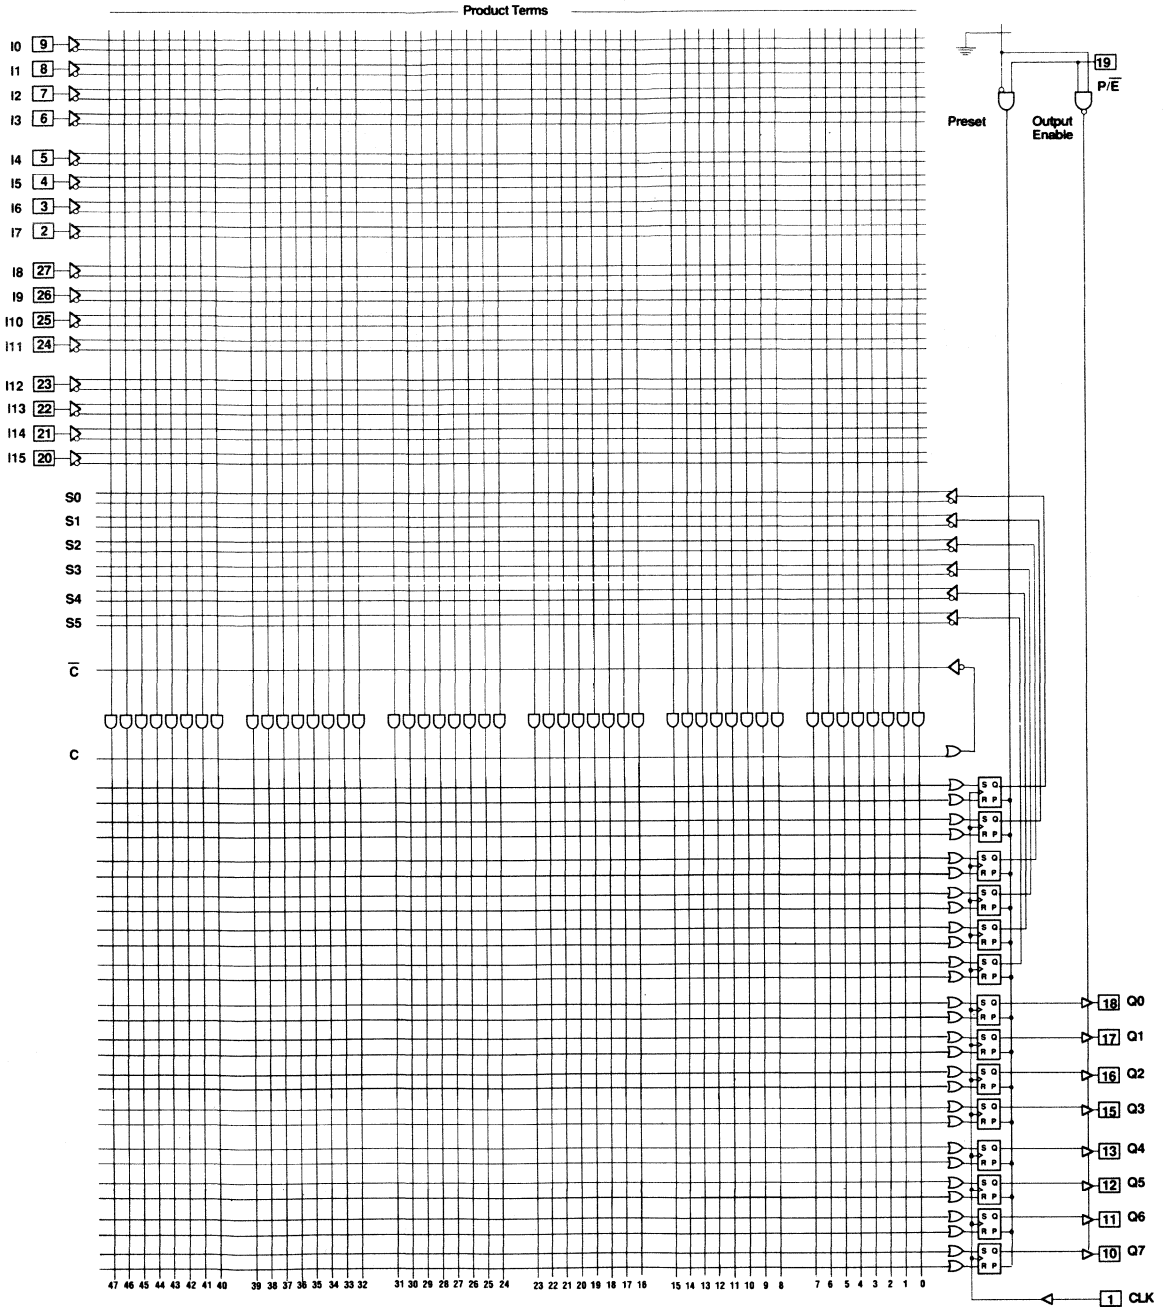 Product Terms
I0 9
I1 8
I2 7
I3 6
I4 5
I5 4
I6 3
I7 2
I8 27
I9 26
I10 25
I11 24
I12 23
I13 22
I14 21
I15 20
19
P/E̅
Preset
Output
Enable
S0
S1
S2
S3
S4
S5
C̅
C
S Q
R P
S Q
R P
S Q
R P
S Q
R P
S Q
R P
S Q
R P
S Q
R P
18 Q0
S Q
R P
17 Q1
S Q
R P
16 Q2
S Q
R P
15 Q3
S Q
R P
13 Q4
S Q
R P
12 Q5
S Q
R P
11 Q6
S Q
R P
10 Q7
47 46 45 44 43 42 41 40 39 38 37 36 35 34 33 32 31 30 29 28 27 26 25 24 23 22 21 20 19 18 17 16 15 14 13 12 11 10 9 8 7 6 5 4 3 2 1 0
1 CLK